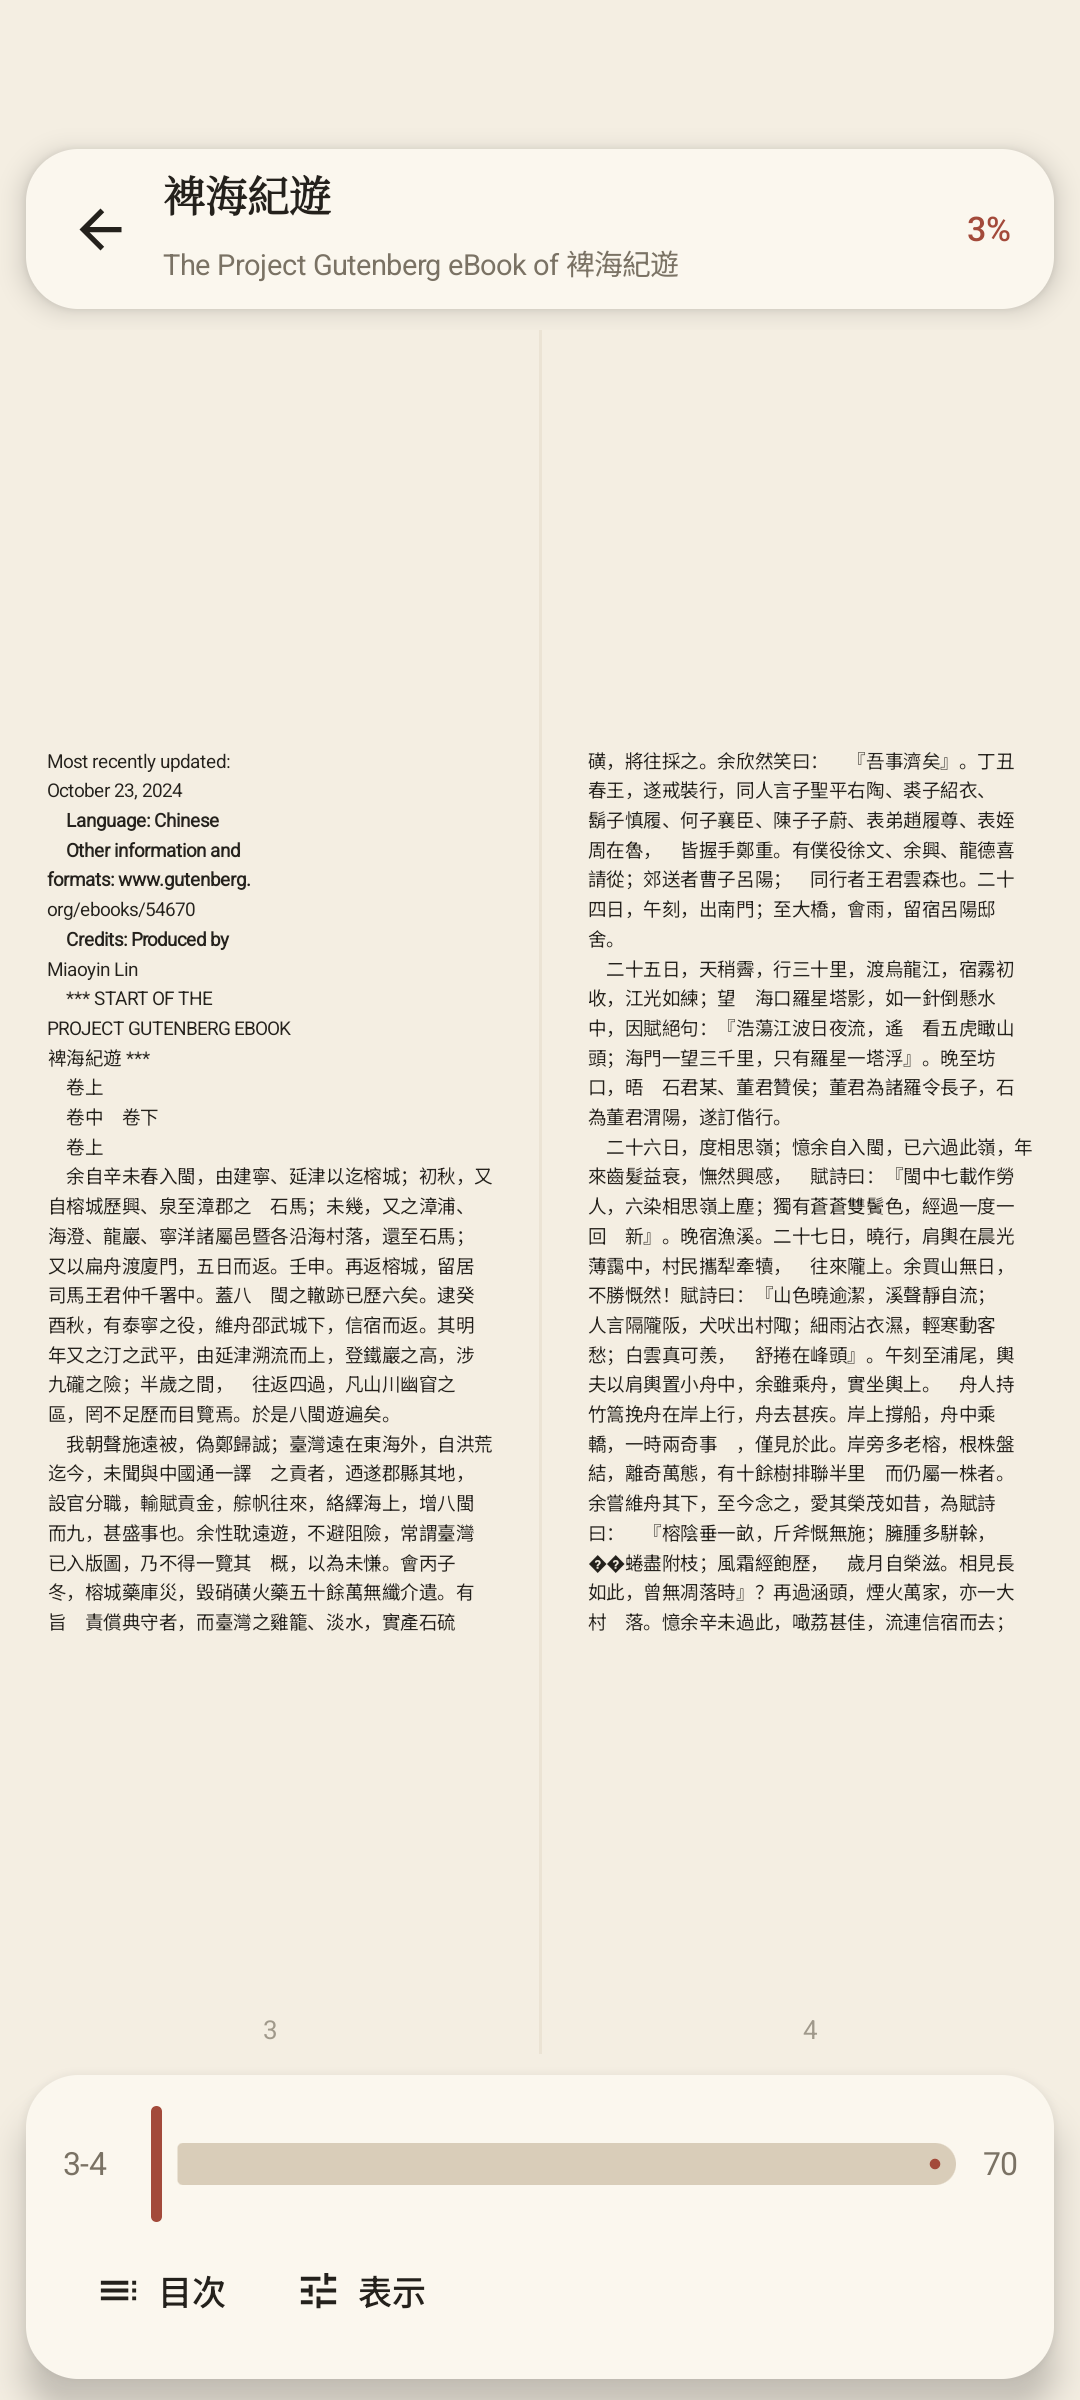 裨海紀遊
The Project Gutenberg eBook of 裨海紀遊
3%
Most recently updated:
October 23, 2024
Language: Chinese
Other information and
formats: www.gutenberg.
org/ebooks/54670
Credits: Produced by
Miaoyin Lin
*** START OF THE
PROJECT GUTENBERG EBOOK
裨海紀遊 ***
卷上
卷中　卷下
卷上
余自辛未春入閩，由建寧、延津以迄榕城；初秋，又
自榕城歷興、泉至漳郡之　石馬；未幾，又之漳浦、
海澄、龍巖、寧洋諸屬邑暨各沿海村落，還至石馬；
又以扁舟渡廈門，五日而返。壬申。再返榕城，留居
司馬王君仲千署中。蓋八　閩之轍跡已歷六矣。逮癸
酉秋，有泰寧之役，維舟邵武城下，信宿而返。其明
年又之汀之武平，由延津溯流而上，登鐵巖之高，涉
九礲之險；半歲之間，　往返四過，凡山川幽窅之
區，罔不足歷而目覽焉。於是八閩遊遍矣。
我朝聲施遠被，偽鄭歸誠；臺灣遠在東海外，自洪荒
迄今，未聞與中國通一譯　之貢者，迺遂郡縣其地，
設官分職，輸賦貢金，艅帆往來，絡繹海上，增八閩
而九，甚盛事也。余性耽遠遊，不避阻險，常謂臺灣
已入版圖，乃不得一覽其　概，以為未慊。會丙子
冬，榕城藥庫災，毀硝磺火藥五十餘萬無纖介遺。有
旨　責償典守者，而臺灣之雞籠、淡水，實產石硫
磺，將往採之。余欣然笑曰：　『吾事濟矣』。丁丑
春王，遂戒裝行，同人言子聖平右陶、裘子紹衣、
鬍子慎履、何子襄臣、陳子子蔚、表弟趙履尊、表姪
周在魯，　皆握手鄭重。有僕役徐文、余興、龍德喜
請從；郊送者曹子呂陽；　同行者王君雲森也。二十
四日，午刻，出南門；至大橋，會雨，留宿呂陽邸
舍。
二十五日，天稍霽，行三十里，渡烏龍江，宿霧初
收，江光如練；望　海口羅星塔影，如一針倒懸水
中，因賦絕句：『浩蕩江波日夜流，遙　看五虎瞰山
頭；海門一望三千里，只有羅星一塔浮』。晚至坊
口，晤　石君某、董君贊侯；董君為諸羅令長子，石
為董君渭陽，遂訂偕行。
二十六日，度相思嶺；憶余自入閩，已六過此嶺，年
來齒髮益衰，憮然興感，　賦詩曰：『閩中七載作勞
人，六染相思嶺上塵；獨有蒼蒼雙鬢色，經過一度一
回　新』。晚宿漁溪。二十七日，曉行，肩輿在晨光
薄靄中，村民攜犁牽犢，　往來隴上。余買山無日，
不勝慨然！賦詩曰：『山色曉逾潔，溪聲靜自流；
人言隔隴阪，犬吠出村陬；細雨沾衣濕，輕寒動客
愁；白雲真可羨，　舒捲在峰頭』。午刻至浦尾，輿
夫以肩輿置小舟中，余雖乘舟，實坐輿上。　舟人持
竹篙挽舟在岸上行，舟去甚疾。岸上撐船，舟中乘
轎，一時兩奇事　，僅見於此。岸旁多老榕，根株盤
結，離奇萬態，有十餘樹排聯半里　而仍屬一株者。
余嘗維舟其下，至今念之，愛其榮茂如昔，為賦詩
曰：　『榕陰垂一畝，斤斧慨無施；臃腫多駢榦，
��蜷盡附枝；風霜經飽歷，　歲月自榮滋。相見長
如此，曾無凋落時』？再過涵頭，煙火萬家，亦一大
村　落。憶余辛未過此，噉荔甚佳，流連信宿而去；
3
4
3-4
70
目次
表示